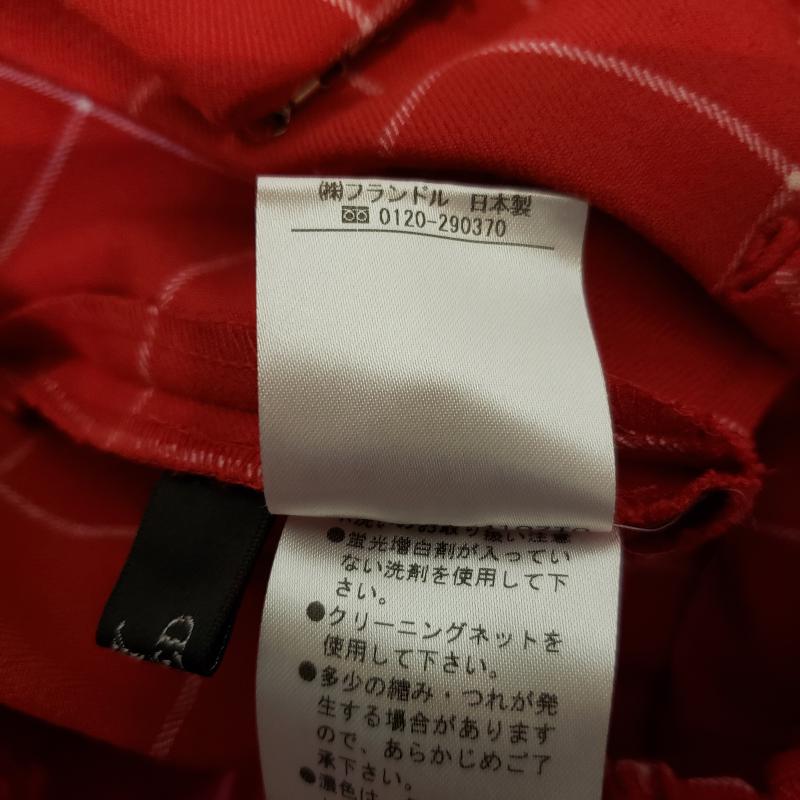 ㈱フランドル 日本製
0120-290370
●蛍光増白剤が入ってい
ない洗剤を使用して下
さい。
●クリーニングネットを
使用して下さい。
●多少の縮み・つれが発
生する場合があります
ので、あらかじめご了
承下さい。
●濃色は